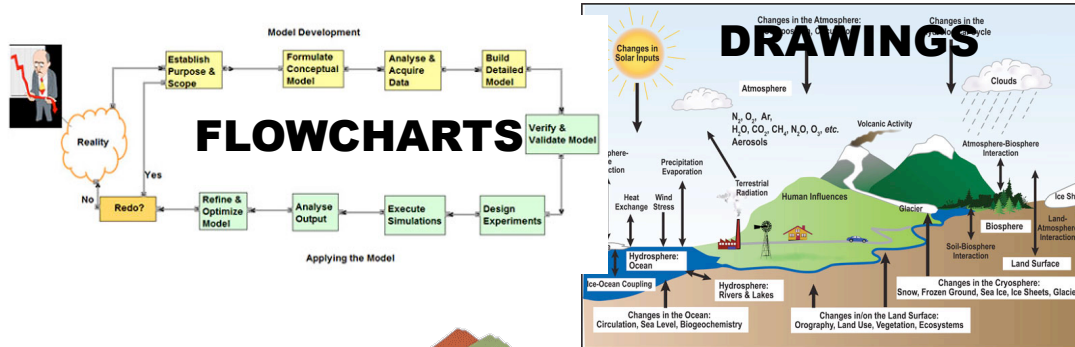 Model Development
Establish
Purpose &
Scope
Formulate
Conceptual
Model
Analyse &
Acquire
Data
Build
Detailed
Model
Reality
FLOWCHARTS
Verify &
Validate Model
Yes
No
Redo?
Refine &
Optimize
Model
Analyse
Output
Execute
Simulations
Design
Experiments
Applying the Model
DRAWINGS
Changes in the Atmosphere:
Changes in the
Cycle
Changes in
Solar Inputs
Clouds
Atmosphere
N₂, O₂, Ar,
H₂O, CO₂, CH₄, N₂O, O₃, etc.
Aerosols
Volcanic Activity
Atmosphere-Biosphere
Interaction
Precipitation
Evaporation
Terrestrial
Radiation
Heat
Exchange
Wind
Stress
Human Influences
Glacier
Biosphere
Land-
Interaction
Soil-Biosphere
Interaction
Land Surface
Hydrosphere:
Ocean
Ice-Ocean Coupling
Hydrosphere:
Rivers & Lakes
Changes in the Cryosphere:
Snow, Frozen Ground, Sea Ice, Ice Sheets,
Changes in the Ocean:
Circulation, Sea Level, Biogeochemistry
Changes in/on the Land Surface:
Orography, Land Use, Vegetation, Ecosystems